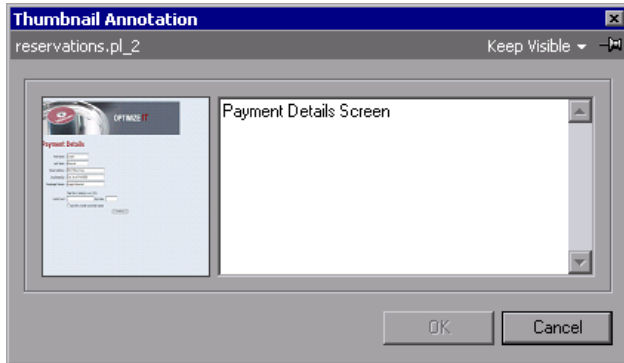 Thumbnail Annotation
reservations.pl_2
Keep Visible
OPTIMIZE IT
Payment Details
Payment Details Screen
OK
Cancel